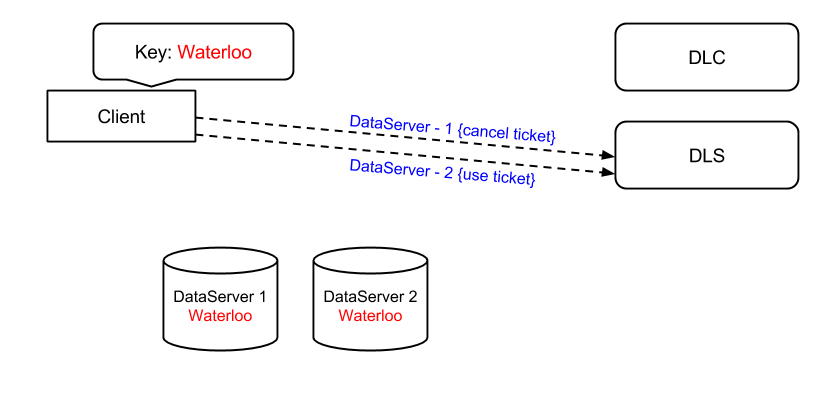 Key: Waterloo
DLC
Client
DataServer - 1 {cancel ticket}
DLS
DataServer - 2 {use ticket}
DataServer 1
Waterloo
DataServer 2
Waterloo